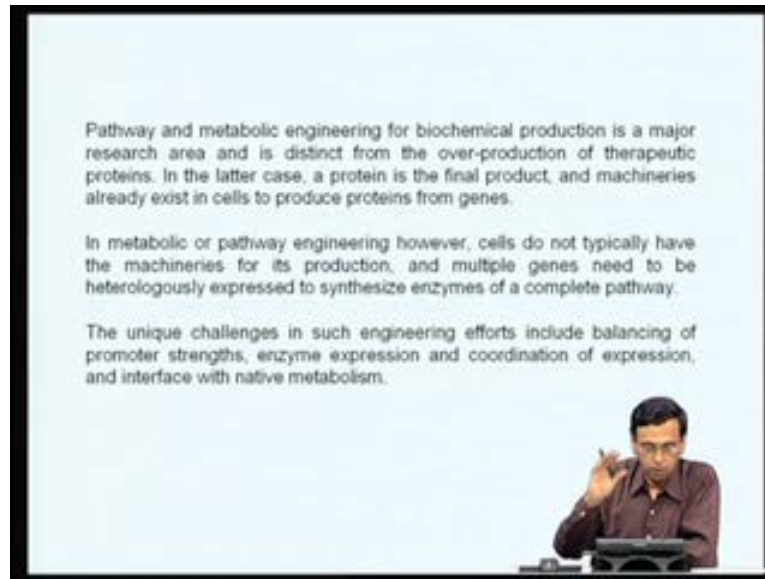 Pathway and metabolic engineering for biochemical production is a major
research area and is distinct from the over-production of therapeutic
proteins. In the latter case, a protein is the final product, and machineries
already exist in cells to produce proteins from genes.
In metabolic or pathway engineering however, cells do not typically have
the machineries for its production, and multiple genes need to be
heterologously expressed to synthesize enzymes of a complete pathway.
The unique challenges in such engineering efforts include balancing of
promoter strengths, enzyme expression and coordination of expression,
and interface with native metabolism.